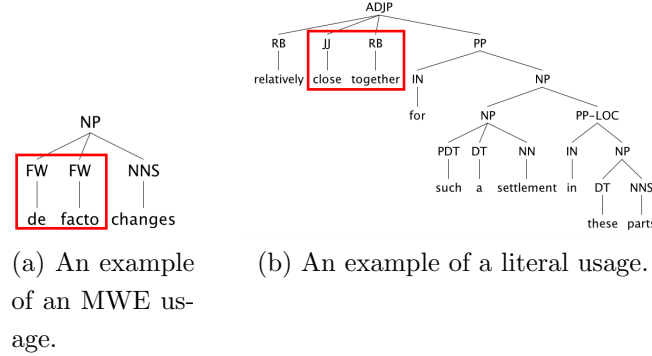 ADJP
RB JJ RB PP
relatively close together IN NP
for NP PP-LOC
PDT DT NN IN NP
such a settlement in DT NNS
these parts
NP
FW FW NNS
de facto changes
(a) An example
of an MWE us-
age.
(b) An example of a literal usage.